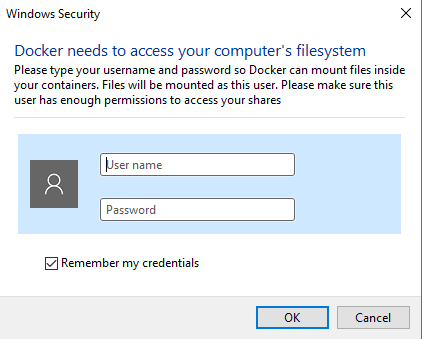 Windows Security
Docker needs to access your computer's filesystem
Please type your username and password so Docker can mount files inside
your containers. Files will be mounted as this user. Please make sure this
user has enough permissions to access your shares
User name
Password
Remember my credentials
OK
Cancel